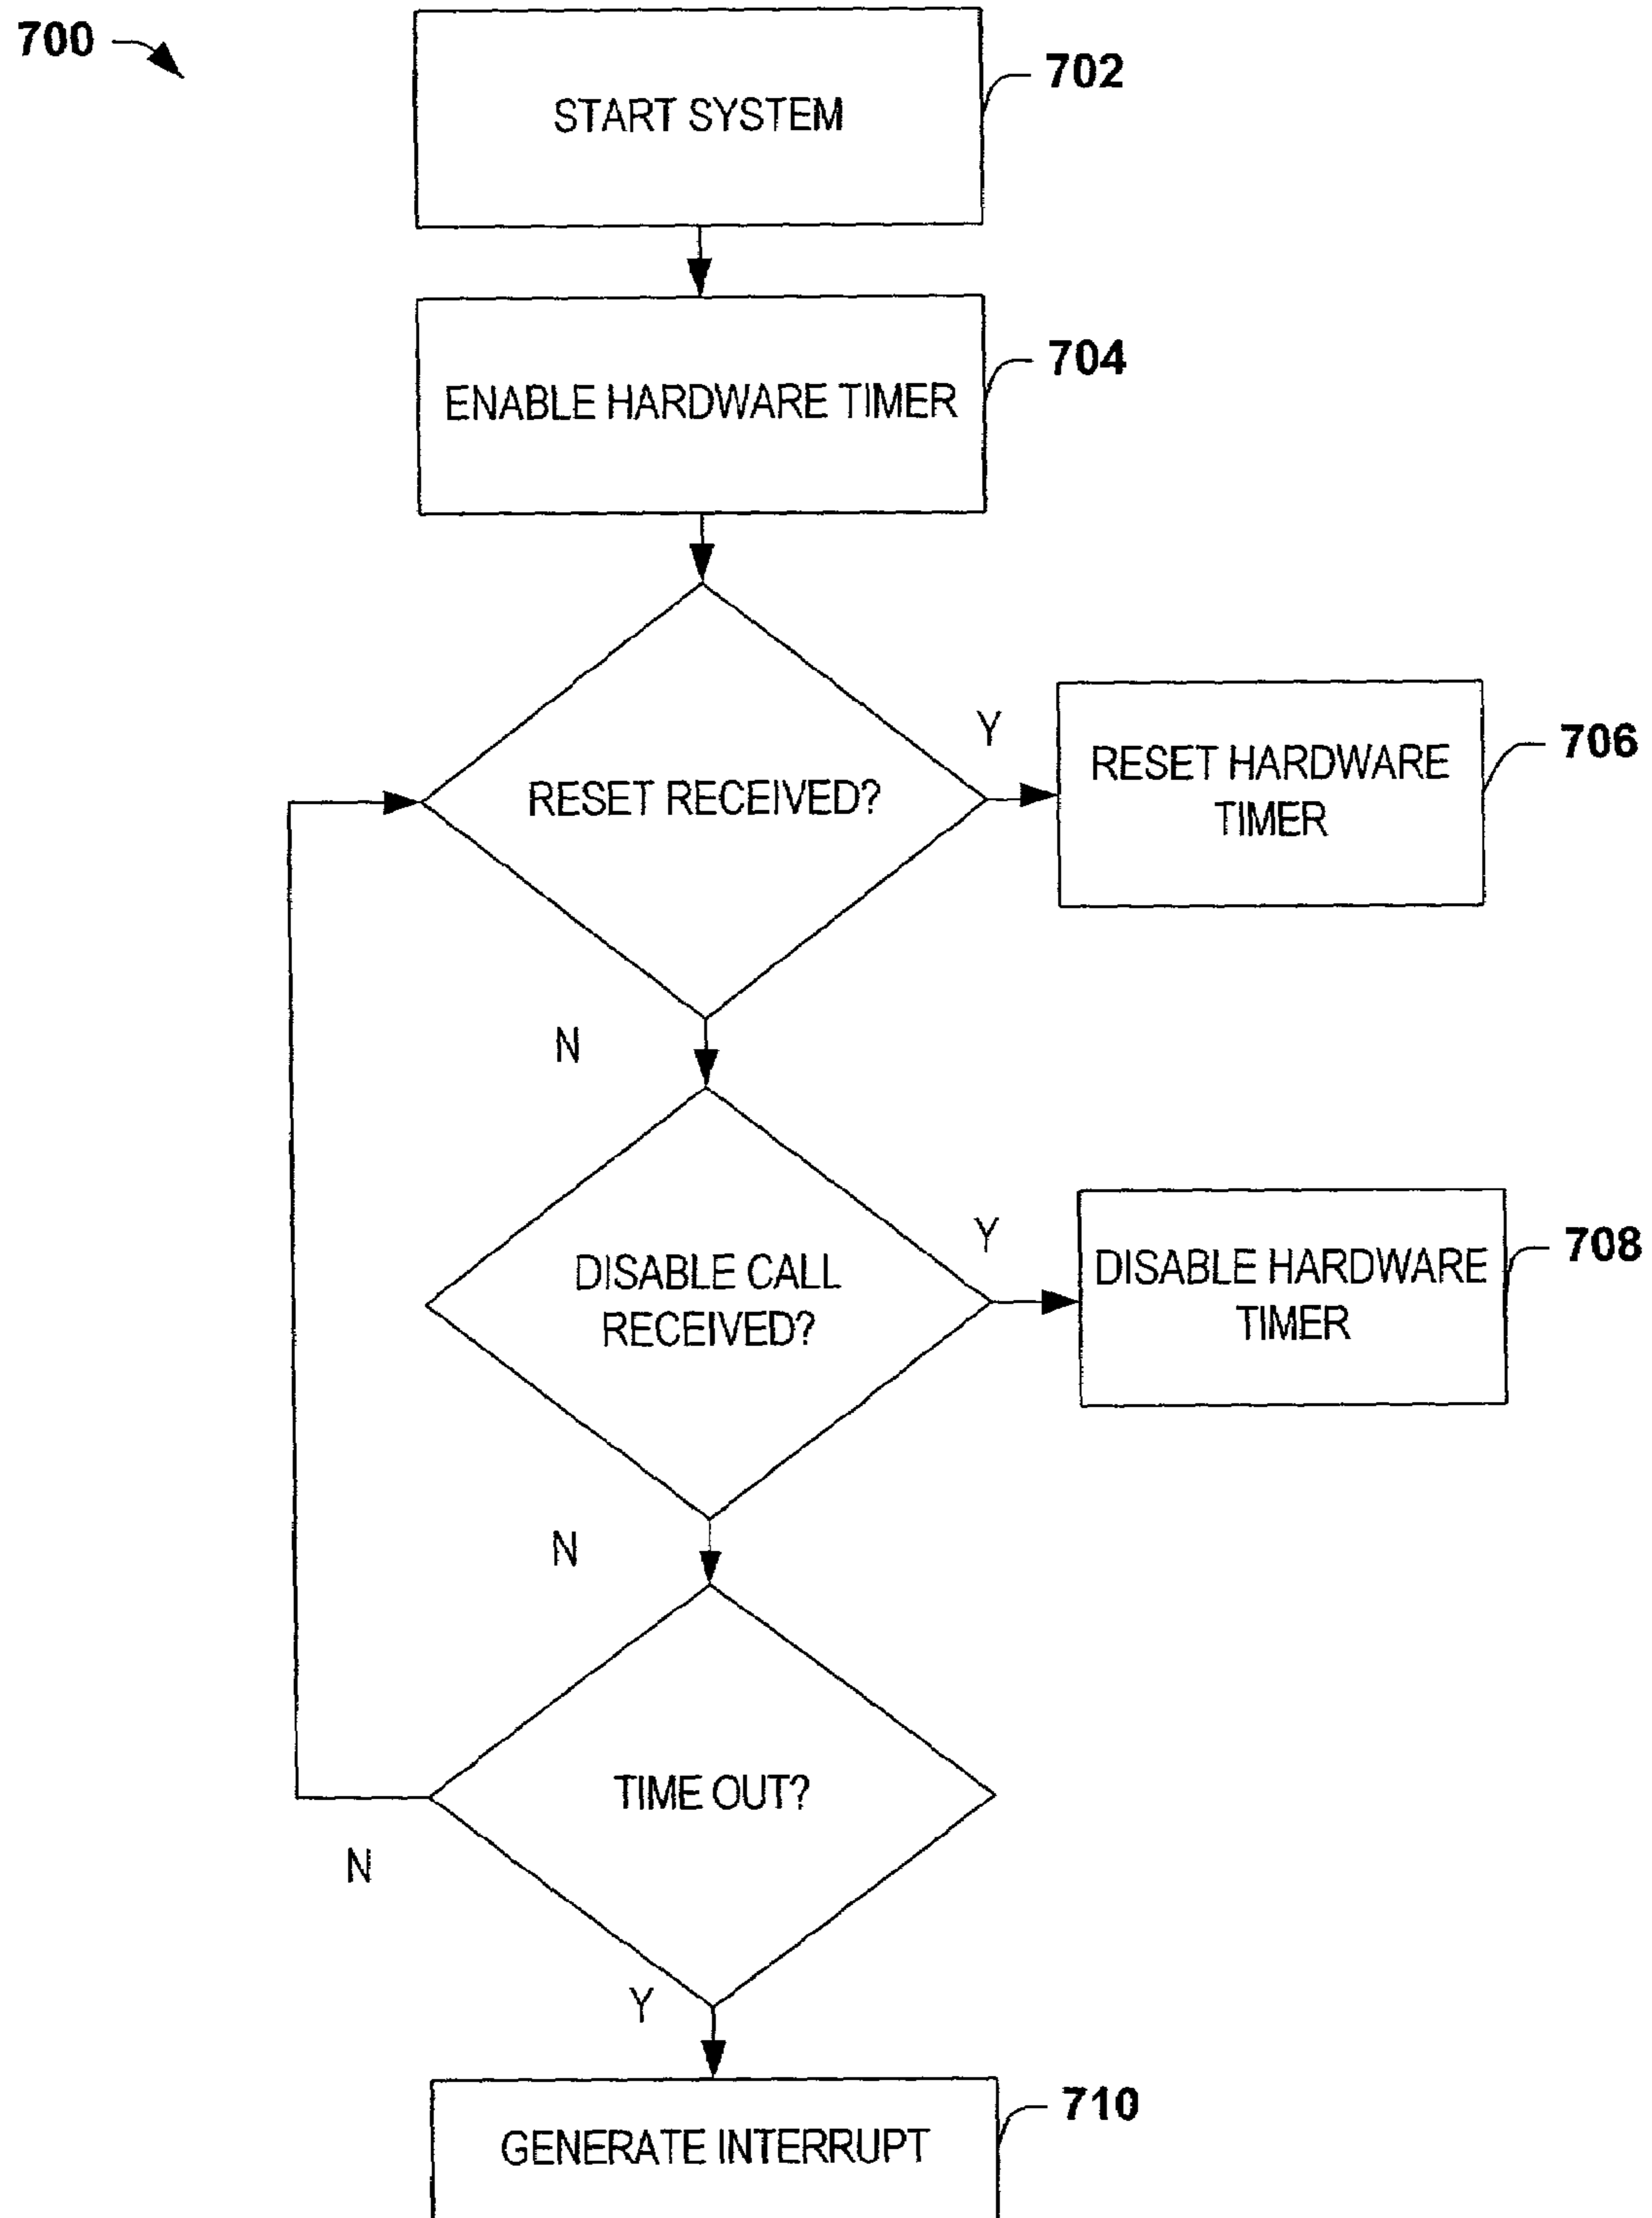 700
702
START SYSTEM
704
ENABLE HARDWARE TIMER
Y
706
RESET HARDWARE
TIMER
RESET RECEIVED?
N
Y
708
DISABLE CALL
RECEIVED?
DISABLE HARDWARE
TIMER
N
TIME OUT?
N
Y
710
GENERATE INTERRUPT